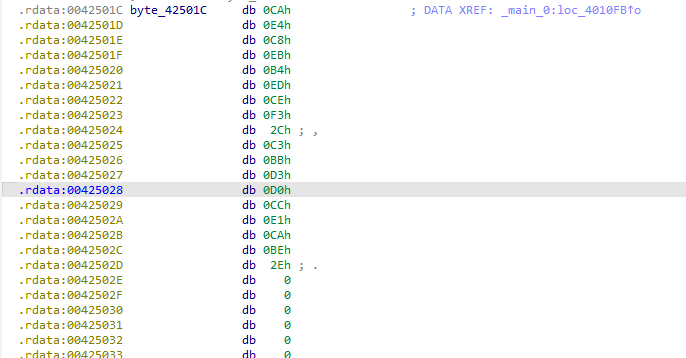 .rdata:0042501C byte_42501C db 0CAh ; DATA XREF: _main_0:loc_4010FB↑o
.rdata:0042501D db 0E4h
.rdata:0042501E db 0C8h
.rdata:0042501F db 0EBh
.rdata:00425020 db 0B4h
.rdata:00425021 db 0EDh
.rdata:00425022 db 0CEh
.rdata:00425023 db 0F3h
.rdata:00425024 db 2Ch ; ,
.rdata:00425025 db 0C3h
.rdata:00425026 db 0BBh
.rdata:00425027 db 0D3h
.rdata:00425028 db 0D0h
.rdata:00425029 db 0CCh
.rdata:0042502A db 0E1h
.rdata:0042502B db 0CAh
.rdata:0042502C db 0BEh
.rdata:0042502D db 2Eh ; .
.rdata:0042502E db 0
.rdata:0042502F db 0
.rdata:00425030 db 0
.rdata:00425031 db 0
.rdata:00425032 db 0
.rdata:00425033 db 0